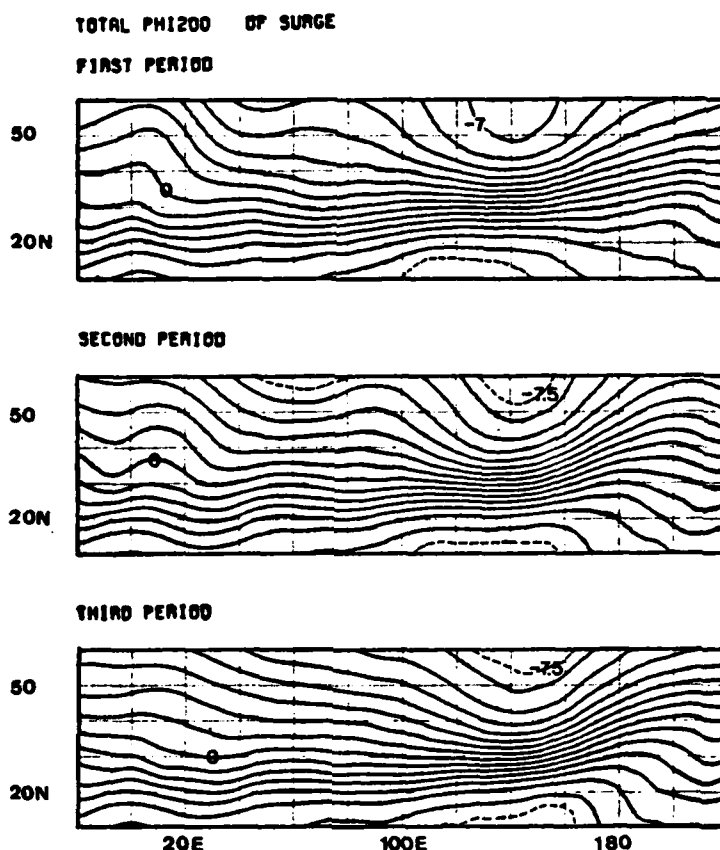 TOTAL PHI200 OF SURGE
FIRST PERIOD
50
-7
0
20N
SECOND PERIOD
50
-7.5
0
20N
THIRD PERIOD
50
-7.5
0
20N
20E 100E 180